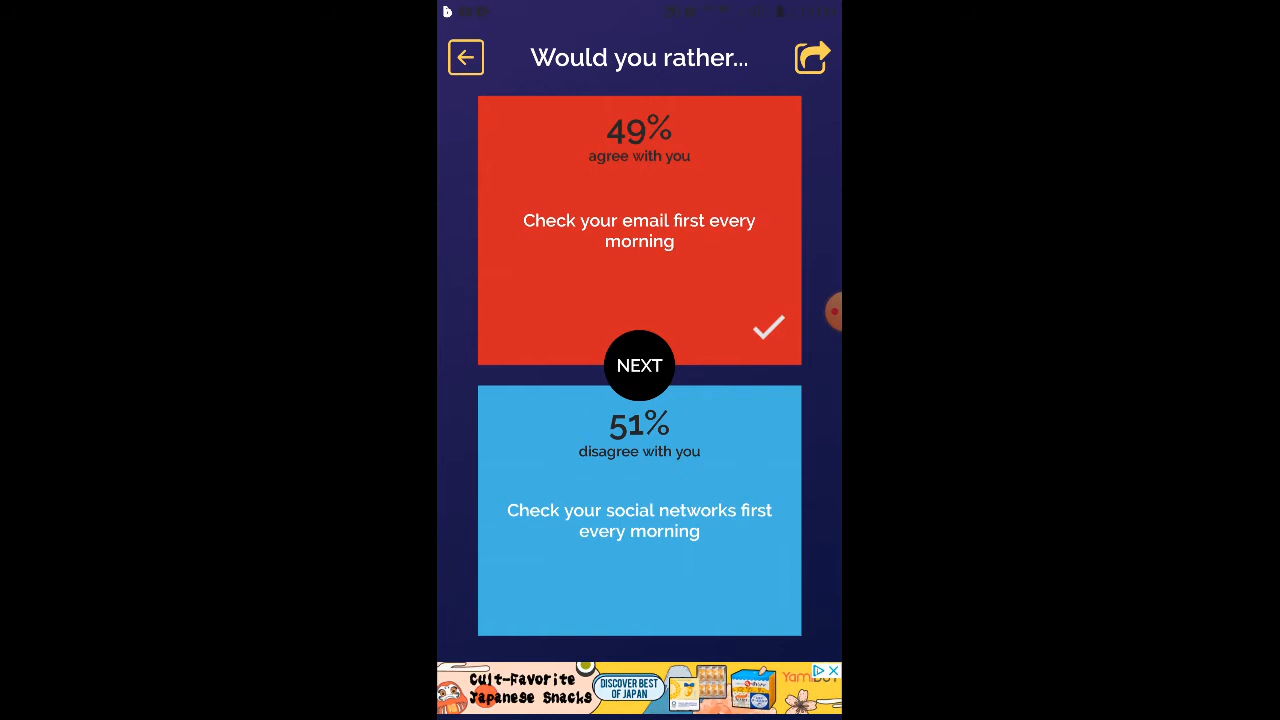 Would you rather...
49%
agree with you
Check your email first every
morning
NEXT
51%
disagree with you
Check your social networks first
every morning
Cult-Favorite
Japanese Snacks
DISCOVER BEST
OF JAPAN